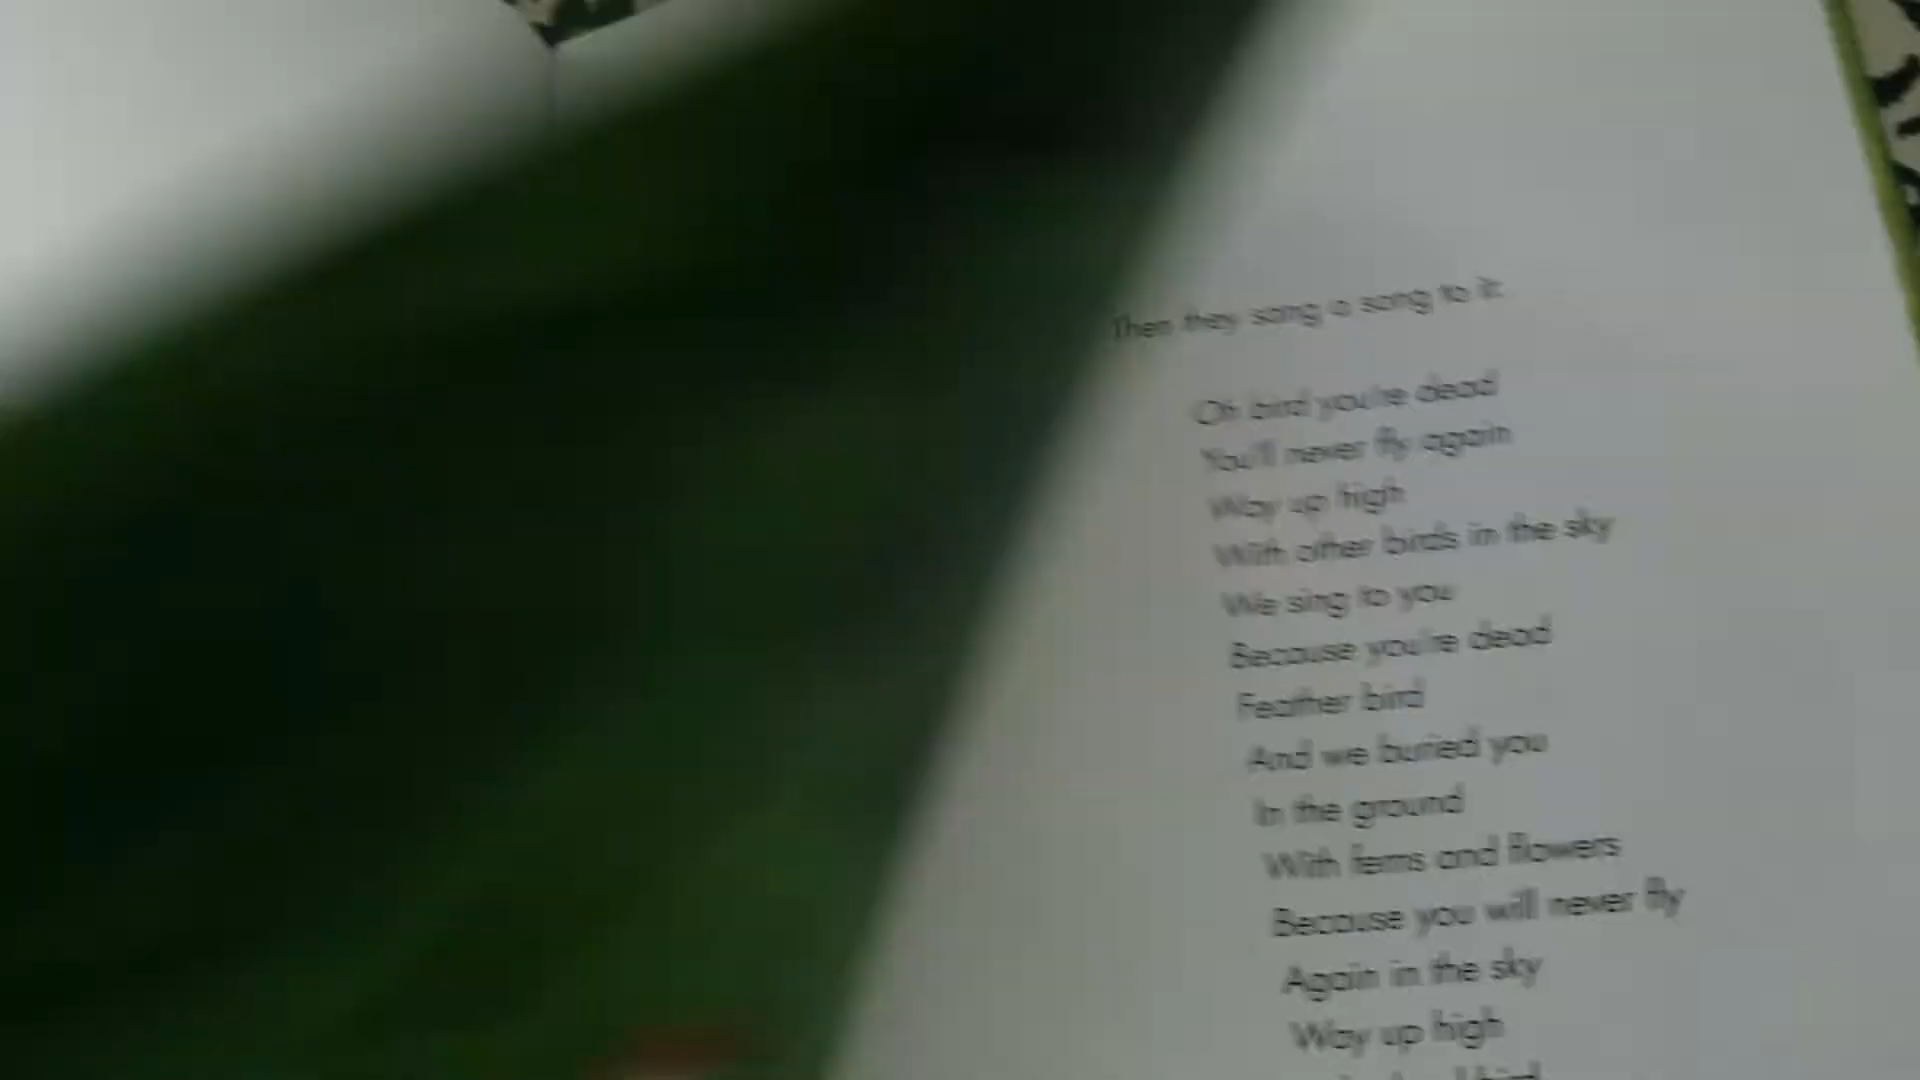 Then they sang a song to it:
Oh bird you're dead
You'll never fly again
Way up high
With other birds in the sky
We sing to you
Because you're dead
Feather bird
And we buried you
In the ground
With ferns and flowers
Because you will never fly
Again in the sky
Way up high
bird